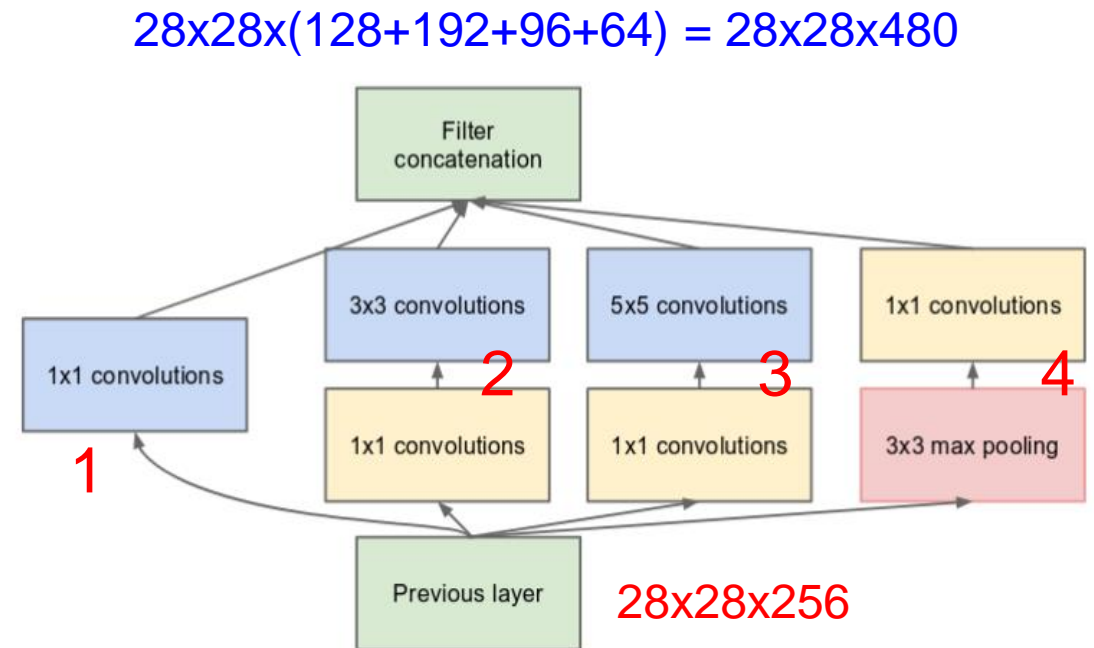 28x28x(128+192+96+64) = 28x28x480
Filter
concatenation
3x3 convolutions
5x5 convolutions
1x1 convolutions
1x1 convolutions
2
3
4
1x1 convolutions
1x1 convolutions
3x3 max pooling
1
Previous layer
28x28x256